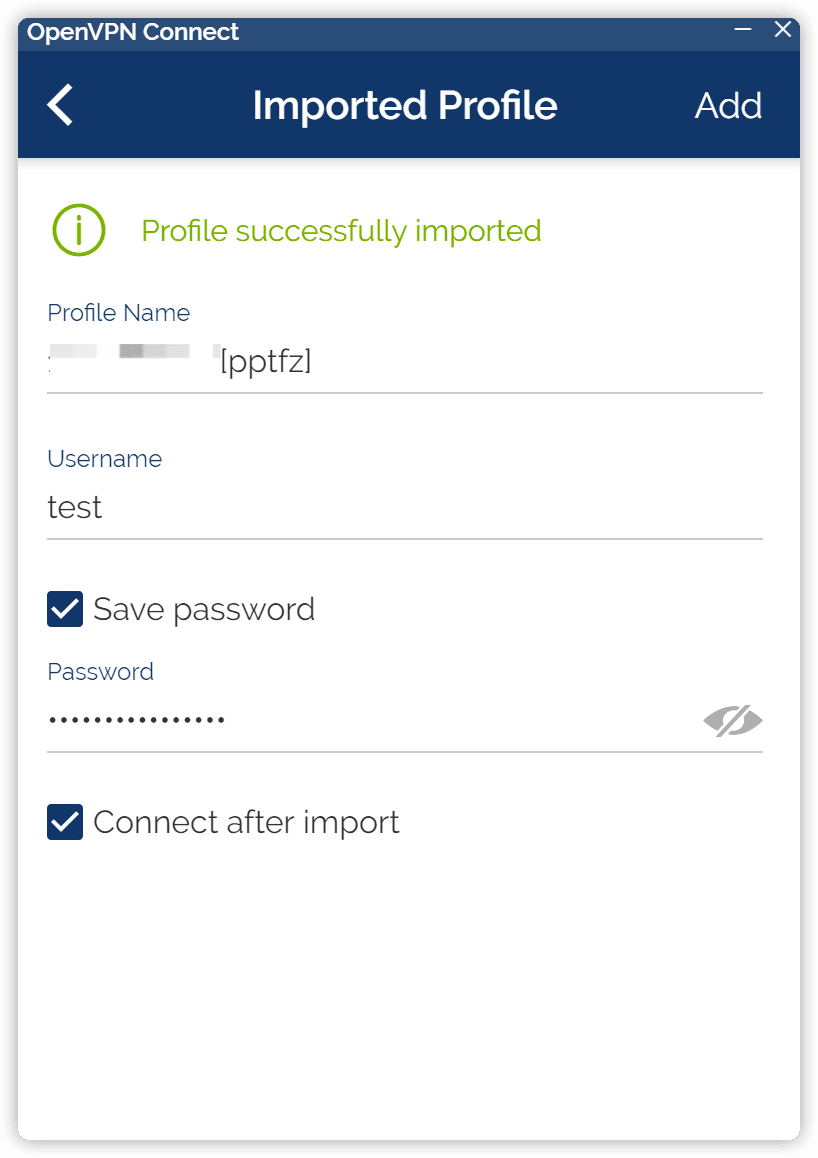 OpenVPN Connect
Imported Profile Add
Profile successfully imported
Profile Name
[pptfz]
Username
test
Save password
Password
••••••••••••••••
Connect after import